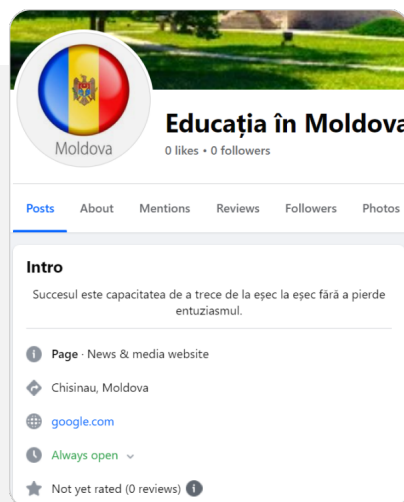 Moldova
Educația în Moldova
0 likes • 0 followers
Posts About Mentions Reviews Followers Photos
Intro
Succesul este capacitatea de a trece de la eșec la eșec fără a pierde
entuziasmul.
Page · News & media website
Chisinau, Moldova
google.com
Always open
Not yet rated (0 reviews)